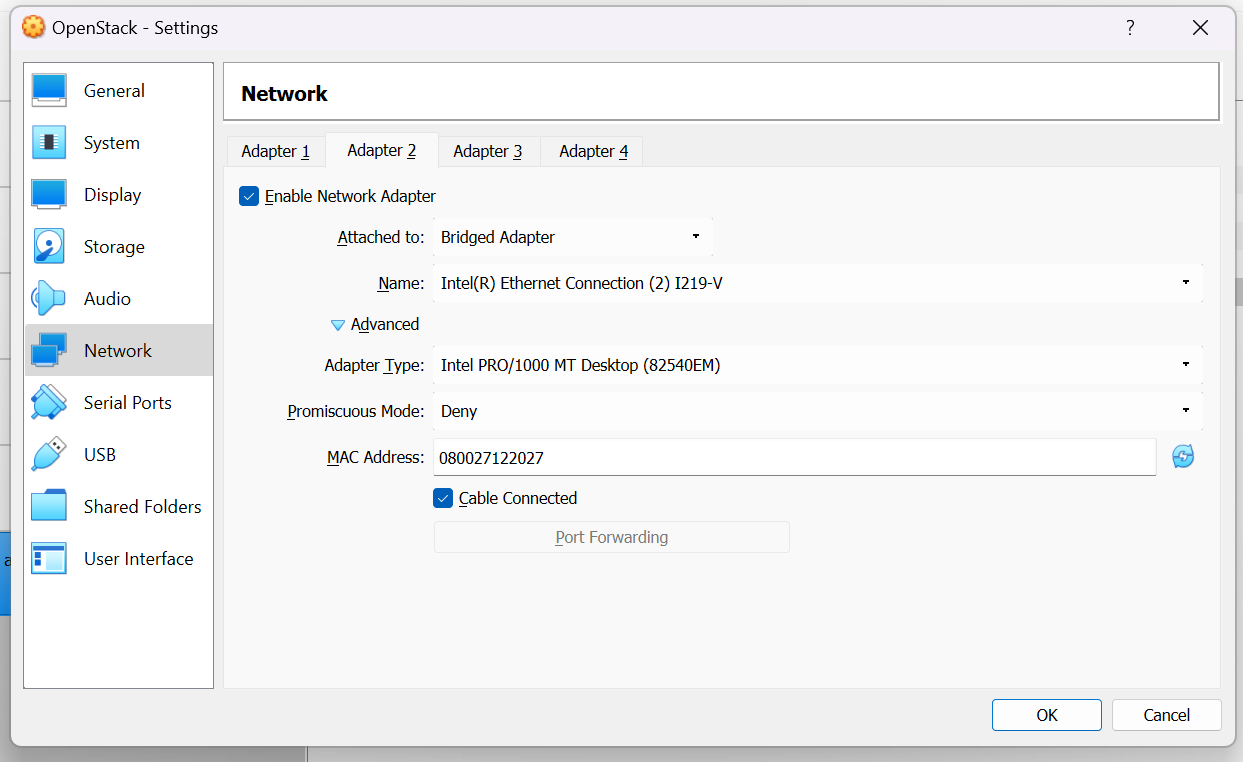 OpenStack - Settings
?
General
System
Display
Storage
Audio
Network
Serial Ports
USB
Shared Folders
User Interface
Network
Adapter 1
Adapter 2
Adapter 3
Adapter 4
Enable Network Adapter
Attached to: Bridged Adapter
Name: Intel(R) Ethernet Connection (2) I219-V
Advanced
Adapter Type: Intel PRO/1000 MT Desktop (82540EM)
Promiscuous Mode: Deny
MAC Address: 080027122027
Cable Connected
Port Forwarding
OK
Cancel